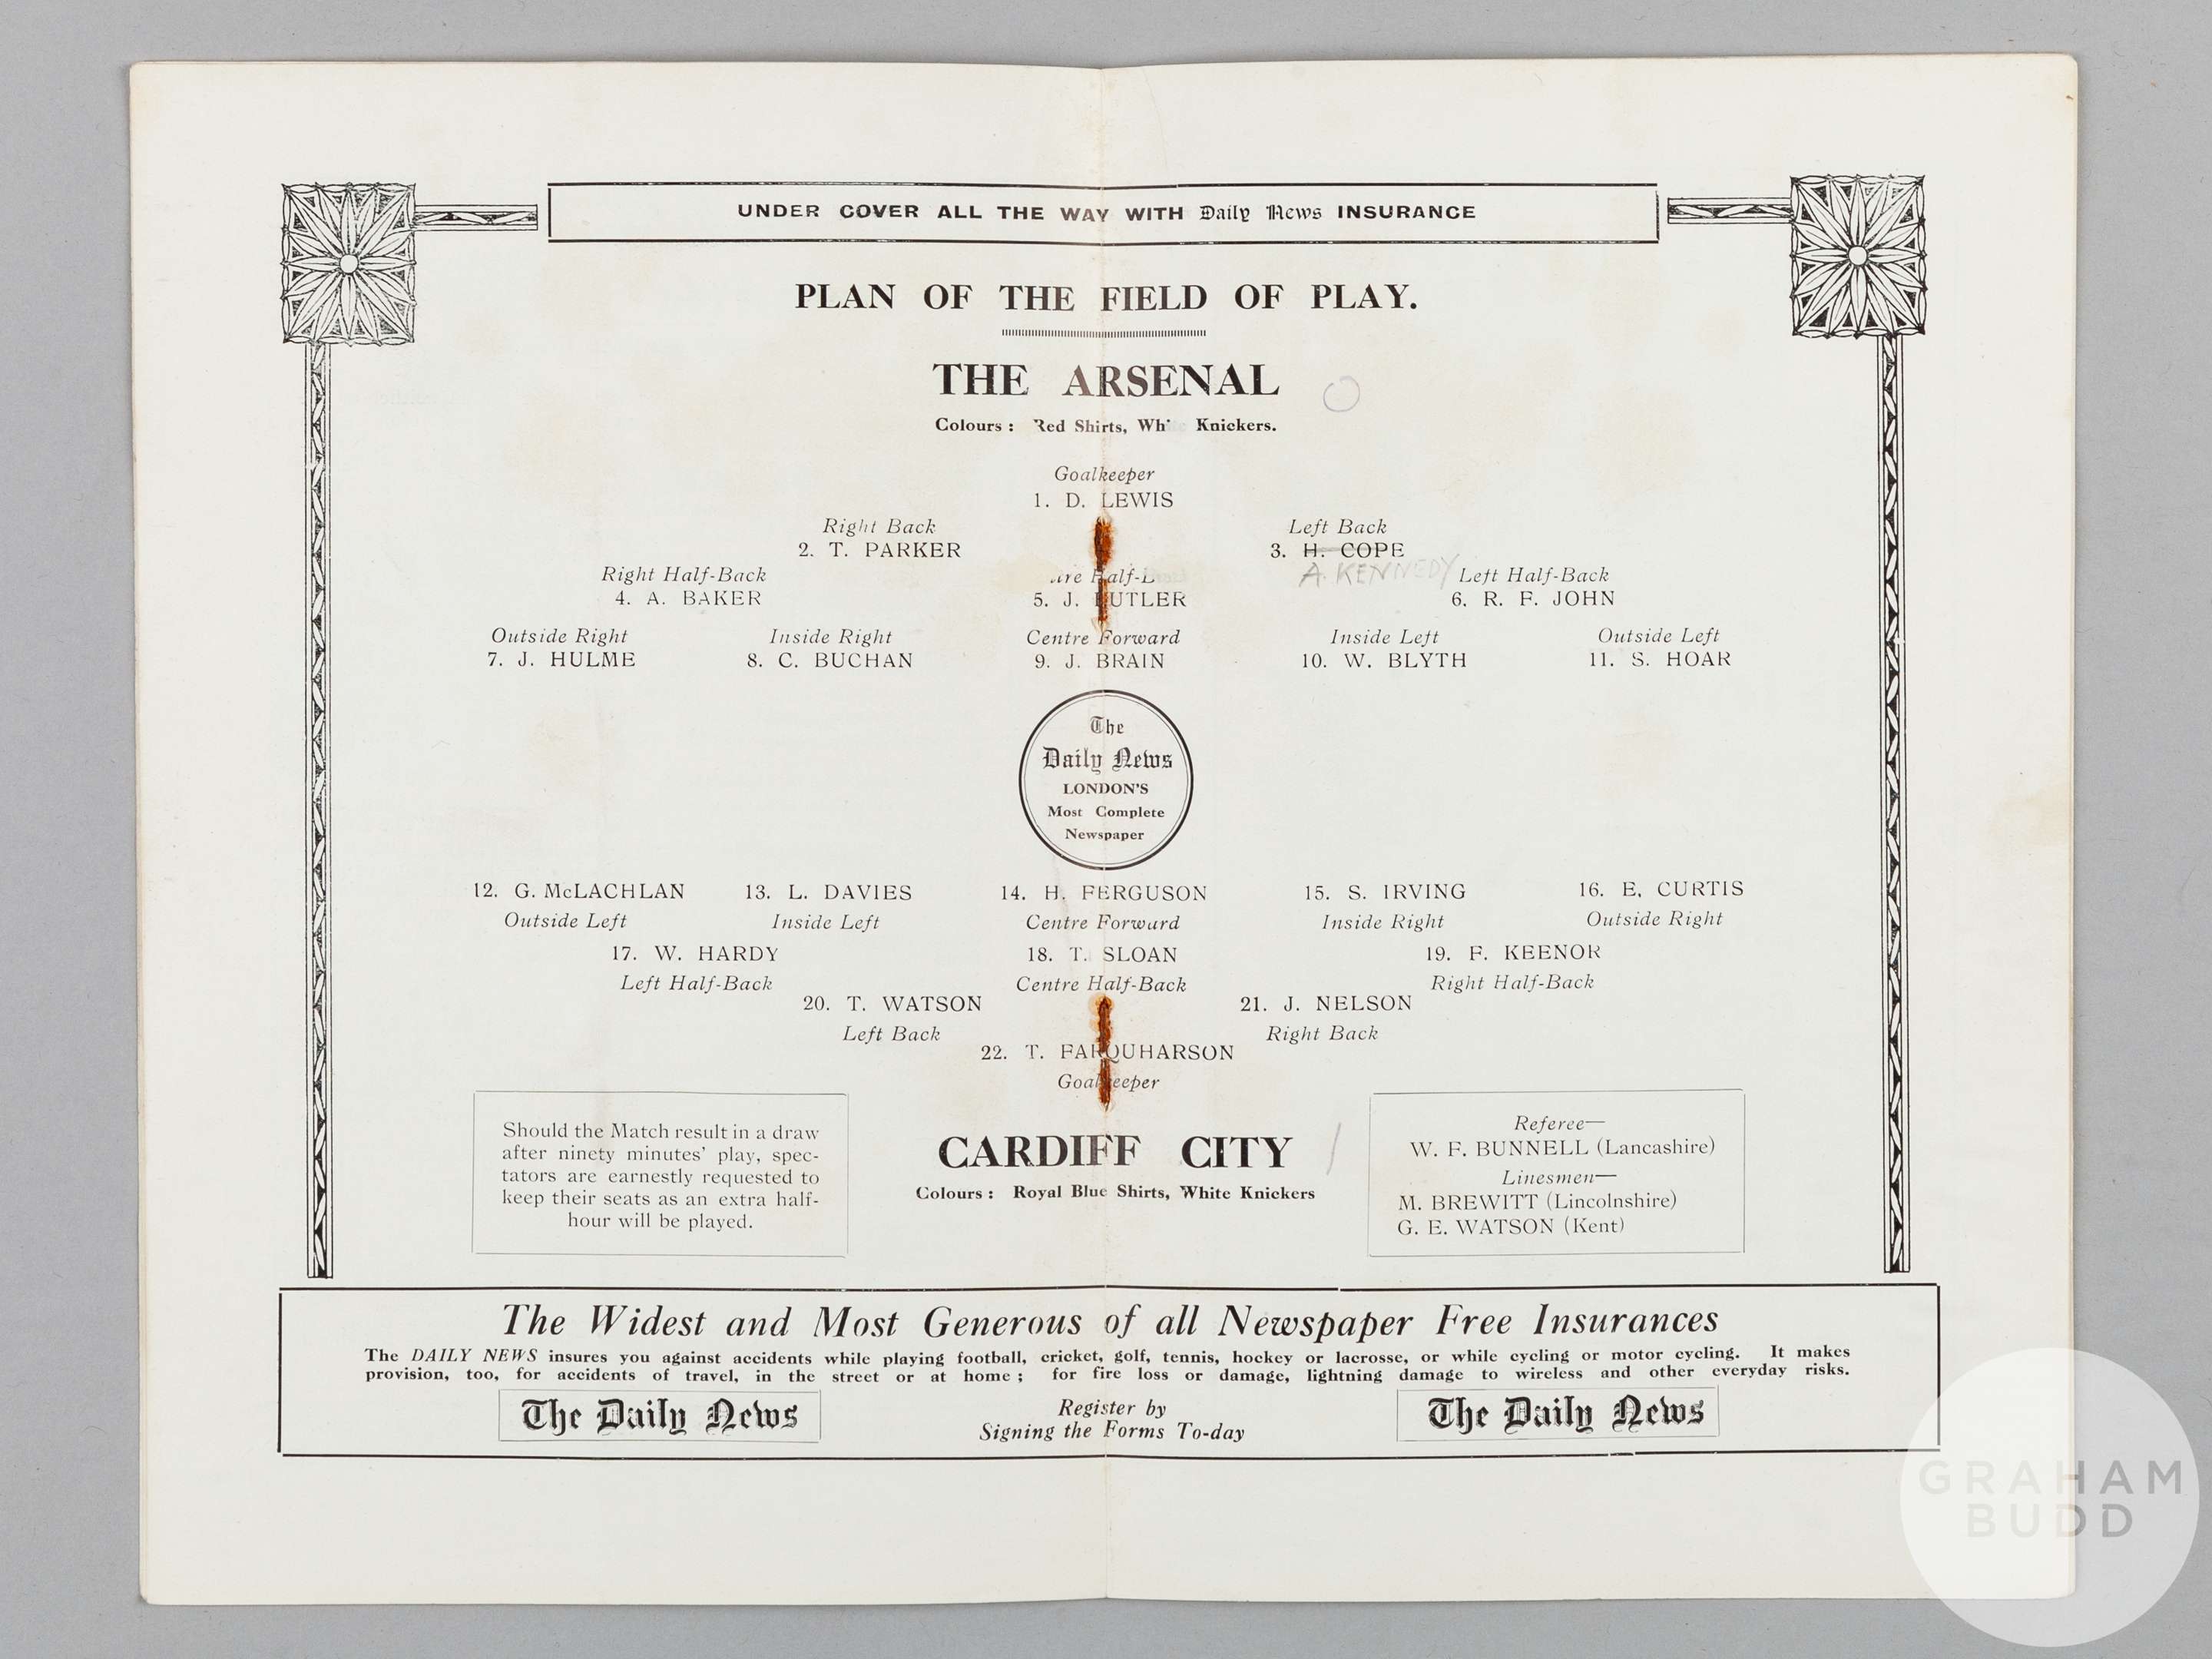 UNDER COVER ALL THE WAY WITH Daily News INSURANCE
PLAN OF THE FIELD OF PLAY.
THE ARSENAL O
Colours : Red Shirts, Wh Knickers.
Goalkeeper
1. D. LEWIS
Right Back Left Back
2. T. PARKER 3. H. COPE
A. KENNEDY
Right Half-Back Half- Left Half-Back
4. A. BAKER 5. J. BUTLER 6. R. F. JOHN
Outside Right Inside Right Centre Forward Inside Left Outside Left
7. J. HULME 8. C. BUCHAN 9. J. BRAIN 10. W. BLYTH 11. S. HOAR
The
Daily News
LONDON'S
Most Complete
Newspaper
12. G. McLACHLAN 13. L. DAVIES 14. H. FERGUSON 15. S. IRVING 16. E. CURTIS
Outside Left Inside Left Centre Forward Inside Right Outside Right
17. W. HARDY 18. T. SLOAN 19. F. KEENOR
Left Half-Back Centre Half-Back Right Half-Back
20. T. WATSON 21. J. NELSON
Left Back Right Back
22. T. FARQUHARSON
Goalkeeper
Should the Match result in a draw
after ninety minutes' play, spec-
tators are earnestly requested to
keep their seats as an extra half-
hour will be played.
CARDIFF CITY /
Colours : Royal Blue Shirts, White Knickers
Referee—
W. F. BUNNELL (Lancashire)
Linesmen—
M. BREWITT (Lincolnshire)
G. E. WATSON (Kent)
The Widest and Most Generous of all Newspaper Free Insurances
The DAILY NEWS insures you against accidents while playing football, cricket, golf, tennis, hockey or lacrosse, or while cycling or motor cycling. It makes
provision, too, for accidents of travel, in the street or at home ; for fire loss or damage, lightning damage to wireless and other everyday risks.
The Daily News
Register by
Signing the Forms To-day
The Daily News
GRAHAM
BUDD